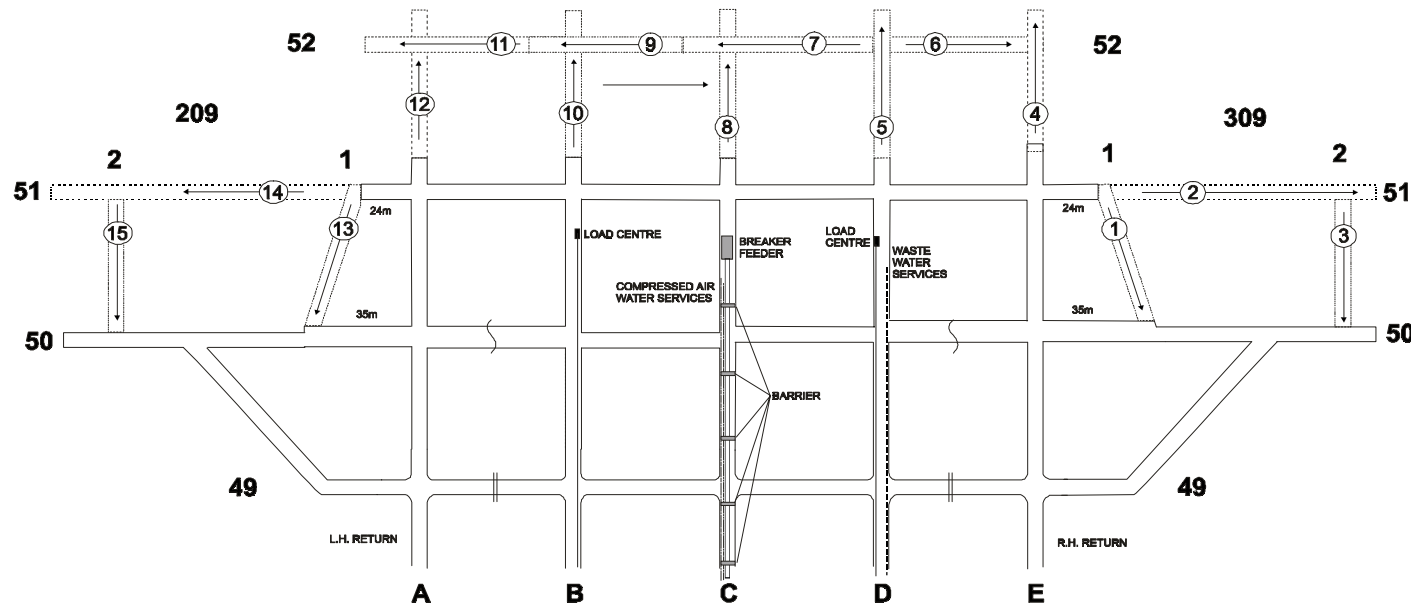 52
11
9
7
6
52
12
10
8
5
4
209
309
2
1
1
2
51
14
2
51
24m
24m
15
13
1
3
LOAD CENTRE
BREAKER
FEEDER
LOAD
CENTRE
WASTE
WATER
SERVICES
COMPRESSED AIR
WATER SERVICES
35m
35m
50
50
BARRIER
49
49
L.H. RETURN
R.H. RETURN
A
B
C
D
E